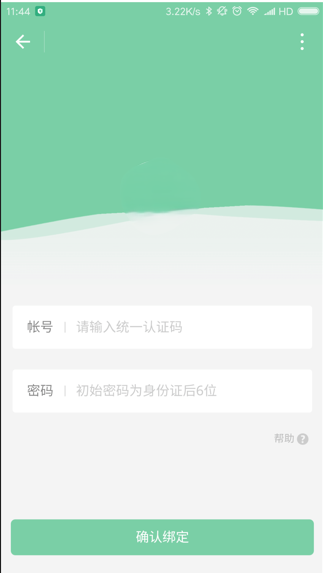 11:44 3.22K/s HD
帐号 | 请输入统一认证码
密码 | 初始密码为身份证后6位
帮助 ?
确认绑定